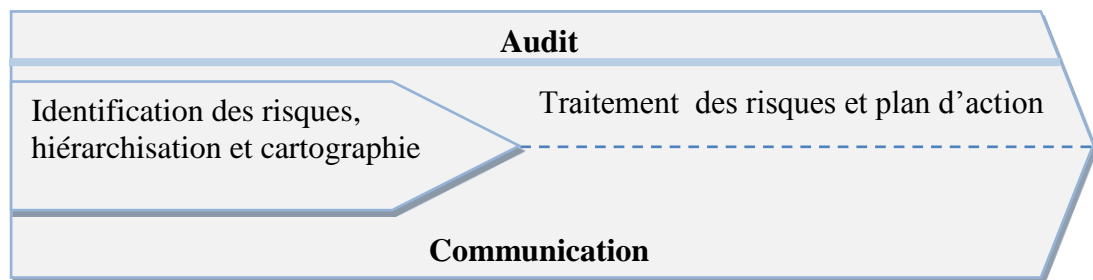 Audit
Identification des risques,
hiérarchisation et cartographie
Traitement des risques et plan d’action
Communication